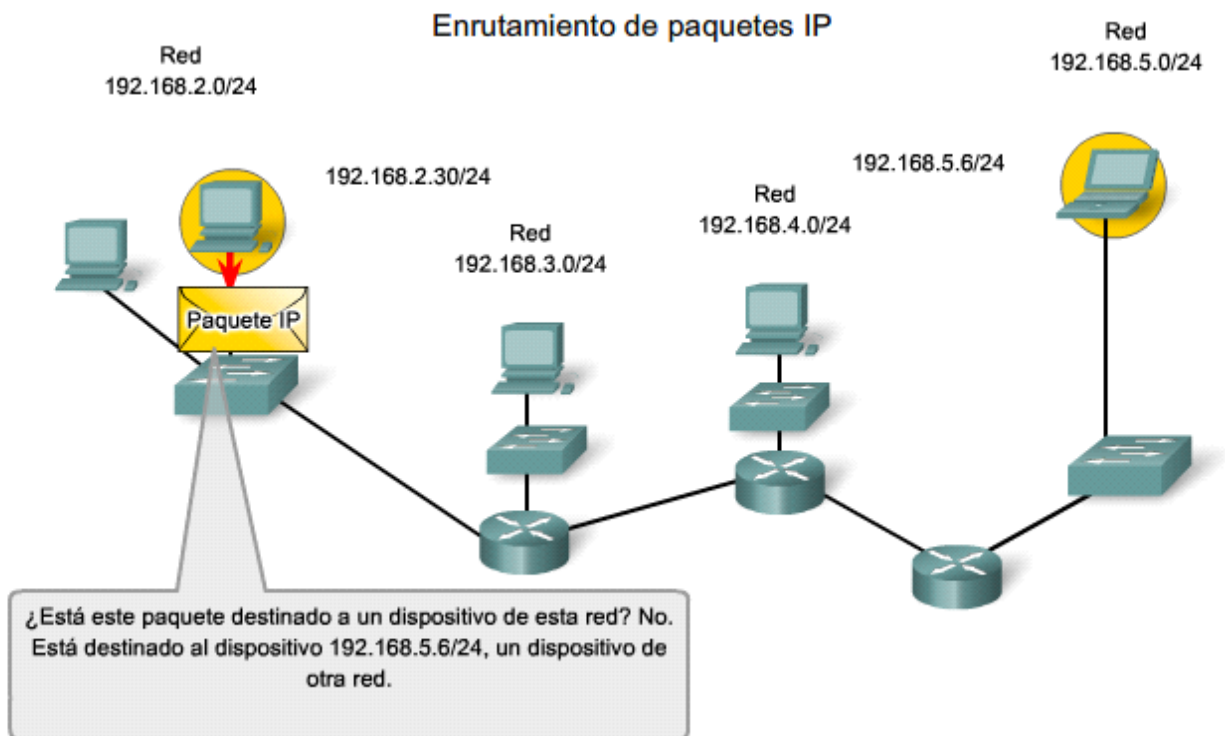 Enrutamiento de paquetes IP
Red
192.168.2.0/24
Red
192.168.5.0/24
192.168.2.30/24
192.168.5.6/24
Red
192.168.4.0/24
Red
192.168.3.0/24
Paquete IP
¿Está este paquete destinado a un dispositivo de esta red? No.
Está destinado al dispositivo 192.168.5.6/24, un dispositivo de
otra red.